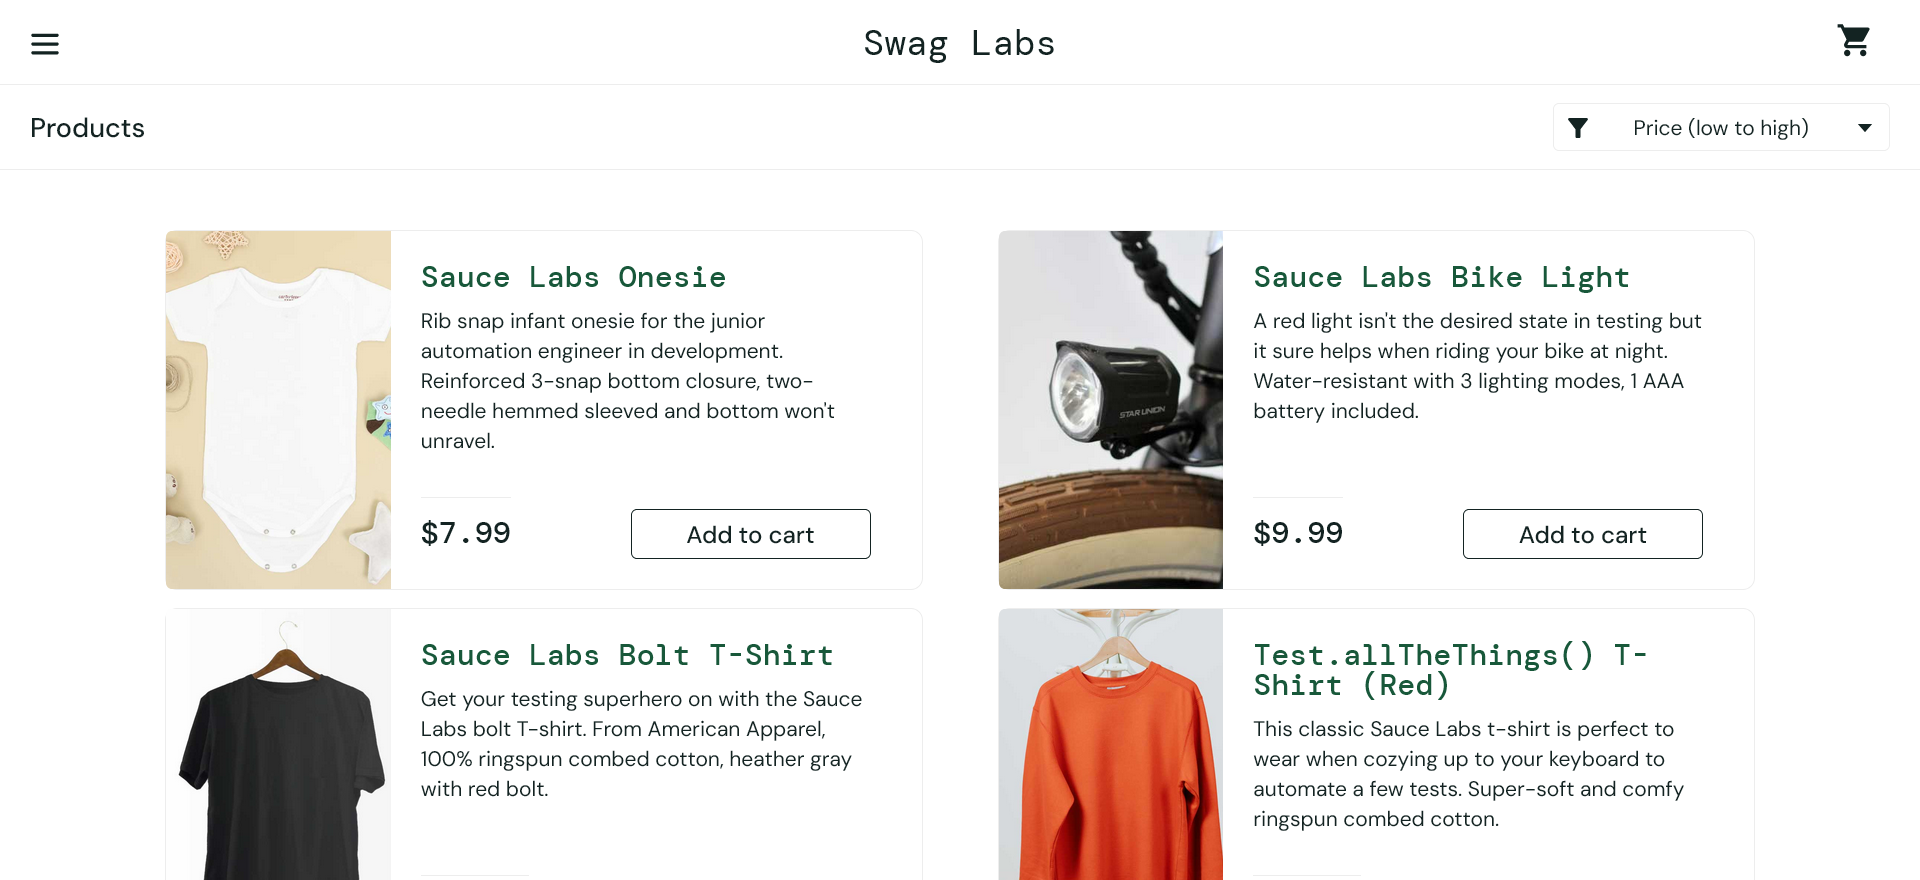 Swag Labs
Products
Price (low to high)
Sauce Labs Onesie
Rib snap infant onesie for the junior
automation engineer in development.
Reinforced 3-snap bottom closure, two-
needle hemmed sleeved and bottom won't
unravel.
$7.99
Add to cart
STAR UNION
Sauce Labs Bike Light
A red light isn't the desired state in testing but
it sure helps when riding your bike at night.
Water-resistant with 3 lighting modes, 1 AAA
battery included.
$9.99
Add to cart
Sauce Labs Bolt T-Shirt
Get your testing superhero on with the Sauce
Labs bolt T-shirt. From American Apparel,
100% ringspun combed cotton, heather gray
with red bolt.
Test.allTheThings() T-
Shirt (Red)
This classic Sauce Labs t-shirt is perfect to
wear when cozying up to your keyboard to
automate a few tests. Super-soft and comfy
ringspun combed cotton.